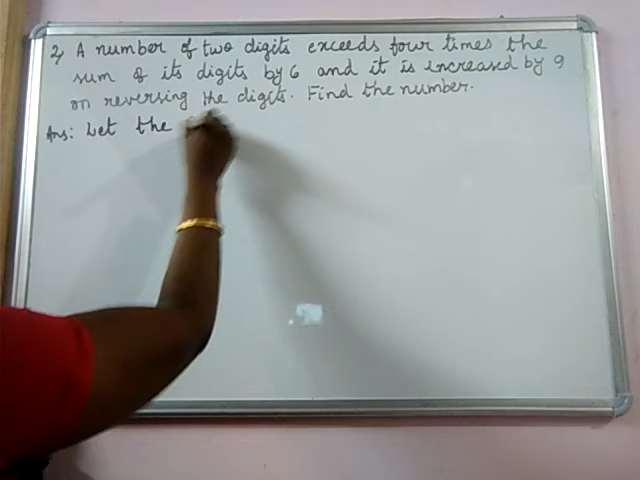 2, A number of two digits exceeds four times the
sum of its digits by 6 and it is increased by 9
on reversing the digits. Find the number.
Ans: Let the